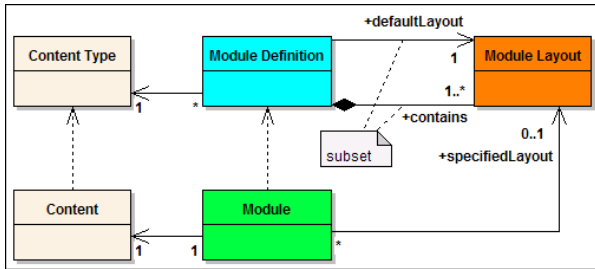 +defaultLayout
Content Type
Module Definition
1
Module Layout
1
*
1..*
+contains
subset
0..1
+specifiedLayout
Content
Module
1
1
*